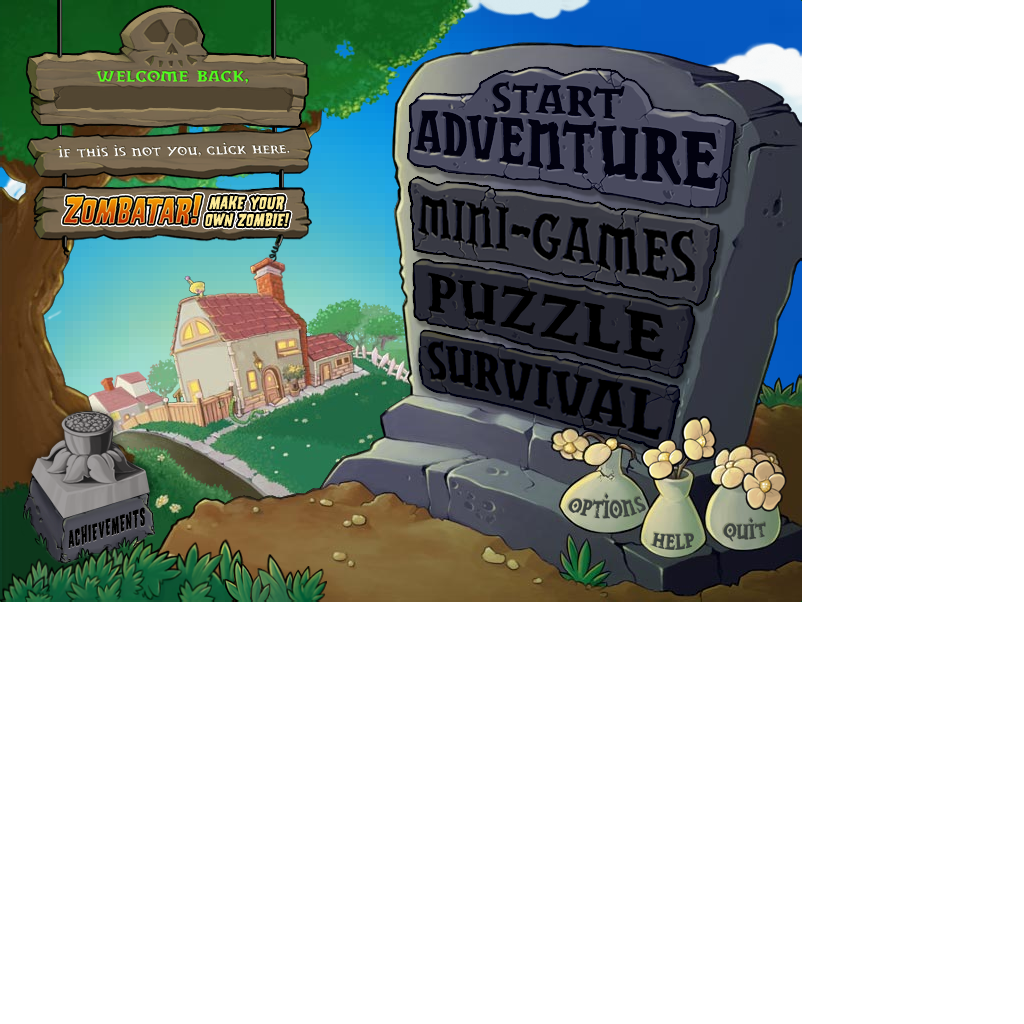 WELCOME BACK,
IF THIS IS NOT YOU, CLICK HERE.
ZOMBATAR! MAKE YOUR
OWN ZOMBIE!
START
ADVENTURE
MINI-GAMES
PUZZLE
SURVIVAL
ACHIEVEMENTS
OPTIONS
HELP
QUIT